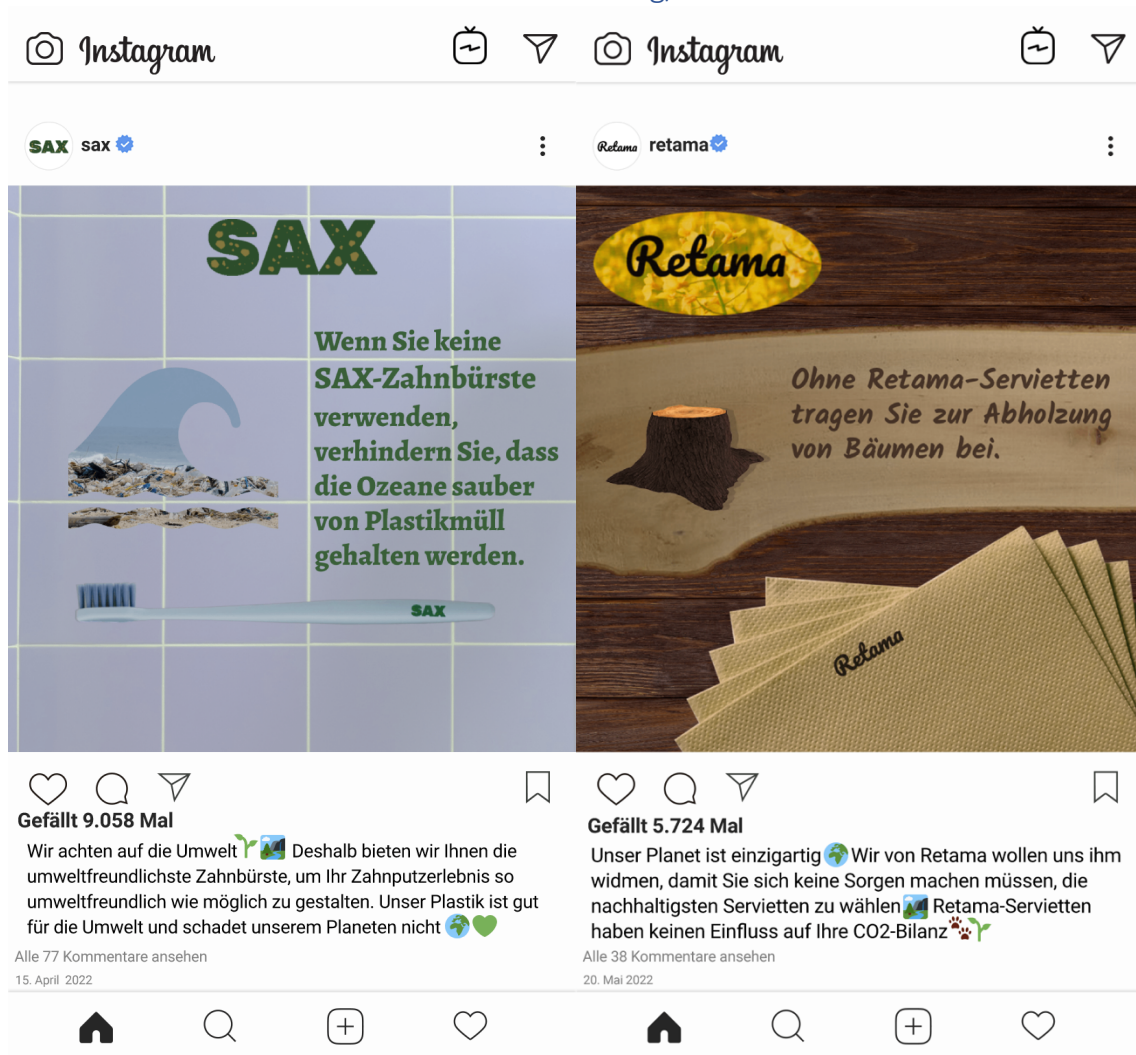 Instagram
SAX sax
SAX
Wenn Sie keine
SAX-Zahnbürste
verwenden,
verhindern Sie, dass
die Ozeane sauber
von Plastikmüll
gehalten werden.
SAX
Gefällt 9.058 Mal
Wir achten auf die Umwelt🌱🏞️ Deshalb bieten wir Ihnen die
umweltfreundlichste Zahnbürste, um Ihr Zahnputzerlebnis so
umweltfreundlich wie möglich zu gestalten. Unser Plastik ist gut
für die Umwelt und schadet unserem Planeten nicht 🌍💚
Alle 77 Kommentare ansehen
15. April 2022
Instagram
Retama retama
Retama
Ohne Retama-Servietten
tragen Sie zur Abholzung
von Bäumen bei.
Retama
Gefällt 5.724 Mal
Unser Planet ist einzigartig🌍Wir von Retama wollen uns ihm
widmen, damit Sie sich keine Sorgen machen müssen, die
nachhaltigsten Servietten zu wählen🏞️ Retama-Servietten
haben keinen Einfluss auf Ihre CO2-Bilanz🐾🌱
Alle 38 Kommentare ansehen
20. Mai 2022